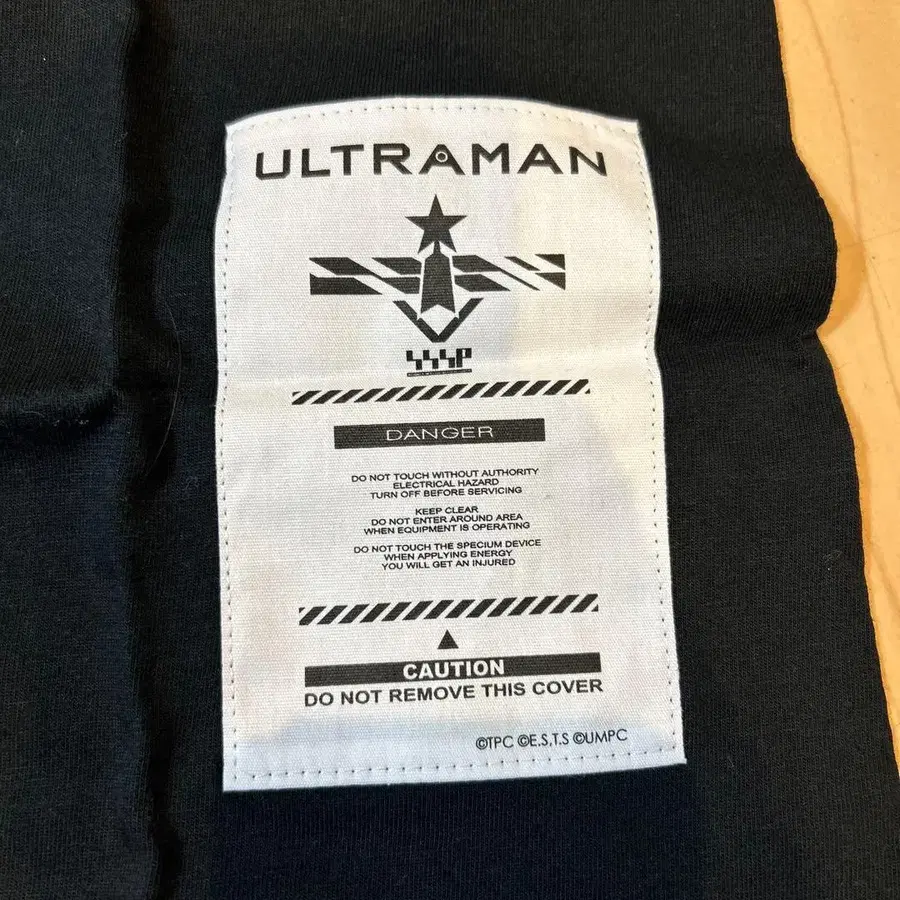 ULTRAMAN
SSSP
DANGER
DO NOT TOUCH WITHOUT AUTHORITY
ELECTRICAL HAZARD
TURN OFF BEFORE SERVICING
KEEP CLEAR
DO NOT ENTER AROUND AREA
WHEN EQUIPMENT IS OPERATING
DO NOT TOUCH THE SPECIUM DEVICE
WHEN APPLYING ENERGY
YOU WILL GET AN INJURED
CAUTION
DO NOT REMOVE THIS COVER
©TPC ©E.S,T.S ©UMPC